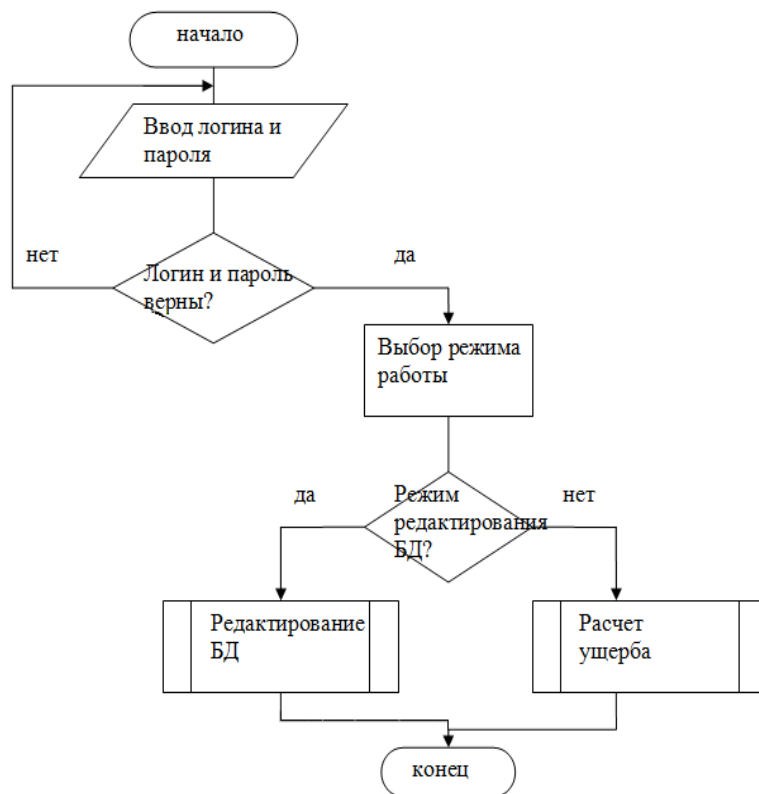 начало
Ввод логина и
пароля
нет
да
Логин и пароль
верны?
Выбор режима
работы
да
нет
Режим
редактирования
БД?
Редактирование
БД
Расчет
ущерба
конец